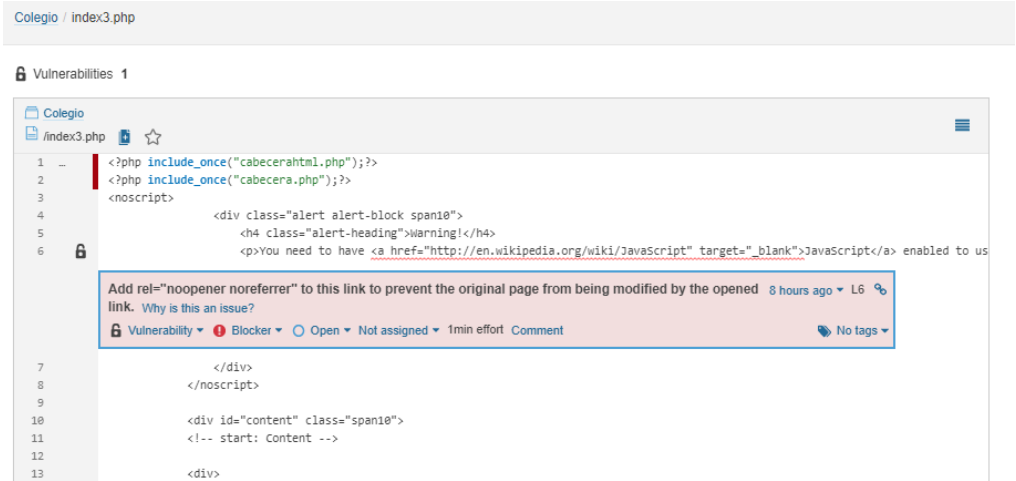 Colegio / index3.php
Vulnerabilities 1
Colegio
/index3.php
1 ... <?php include_once("cabecerahtml.php");?>
2 <?php include_once("cabecera.php");?>
3 <noscript>
4 <div class="alert alert-block span10">
5 <h4 class="alert-heading">Warning!</h4>
6 <p>You need to have <a href="http://en.wikipedia.org/wiki/JavaScript" target="_blank">JavaScript</a> enabled to us
Add rel="noopener noreferrer" to this link to prevent the original page from being modified by the opened 8 hours ago L6
link. Why is this an issue?
Vulnerability Blocker Open Not assigned 1min effort Comment No tags
7 </div>
8 </noscript>
9
10 <div id="content" class="span10">
11 <!-- start: Content -->
12
13 <div>